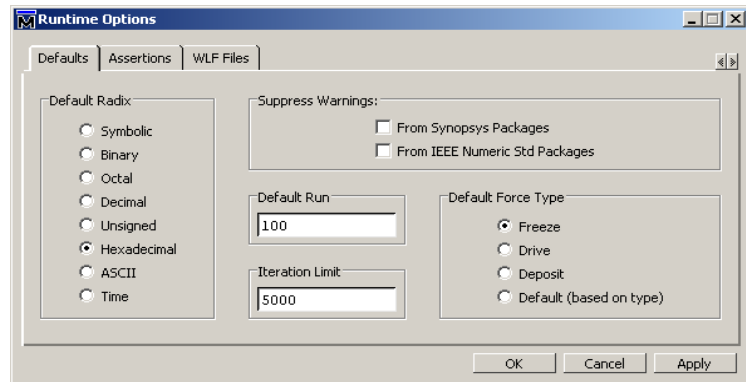 Runtime Options
Defaults
Assertions
WLF Files
Default Radix
Symbolic
Binary
Octal
Decimal
Unsigned
Hexadecimal
ASCII
Time
Suppress Warnings:
From Synopsys Packages
From IEEE Numeric Std Packages
Default Run
100
Iteration Limit
5000
Default Force Type
Freeze
Drive
Deposit
Default (based on type)
OK
Cancel
Apply